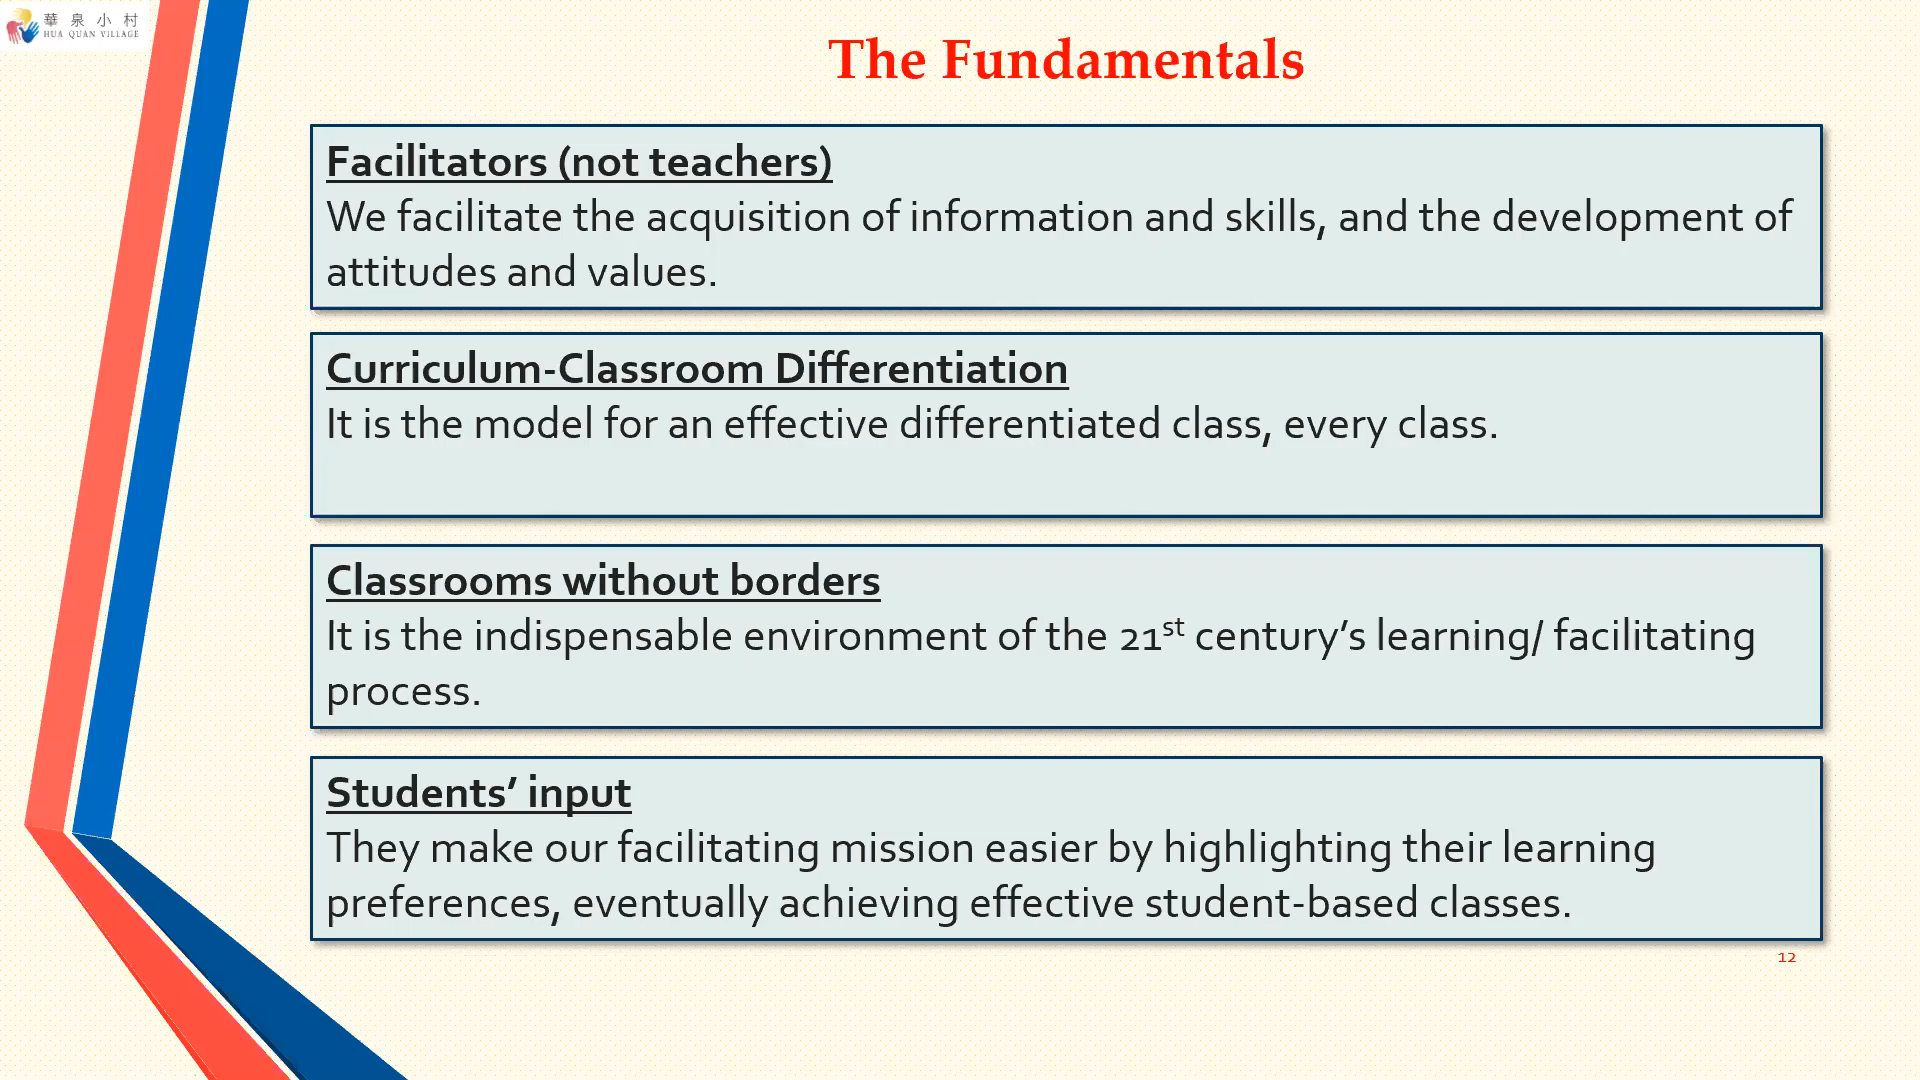 華泉小村
HUA QUAN VILLAGE
The Fundamentals
Facilitators (not teachers)
We facilitate the acquisition of information and skills, and the development of
attitudes and values.
Curriculum-Classroom Differentiation
It is the model for an effective differentiated class, every class.
Classrooms without borders
It is the indispensable environment of the 21st century’s learning/ facilitating
process.
Students’ input
They make our facilitating mission easier by highlighting their learning
preferences, eventually achieving effective student-based classes.
12